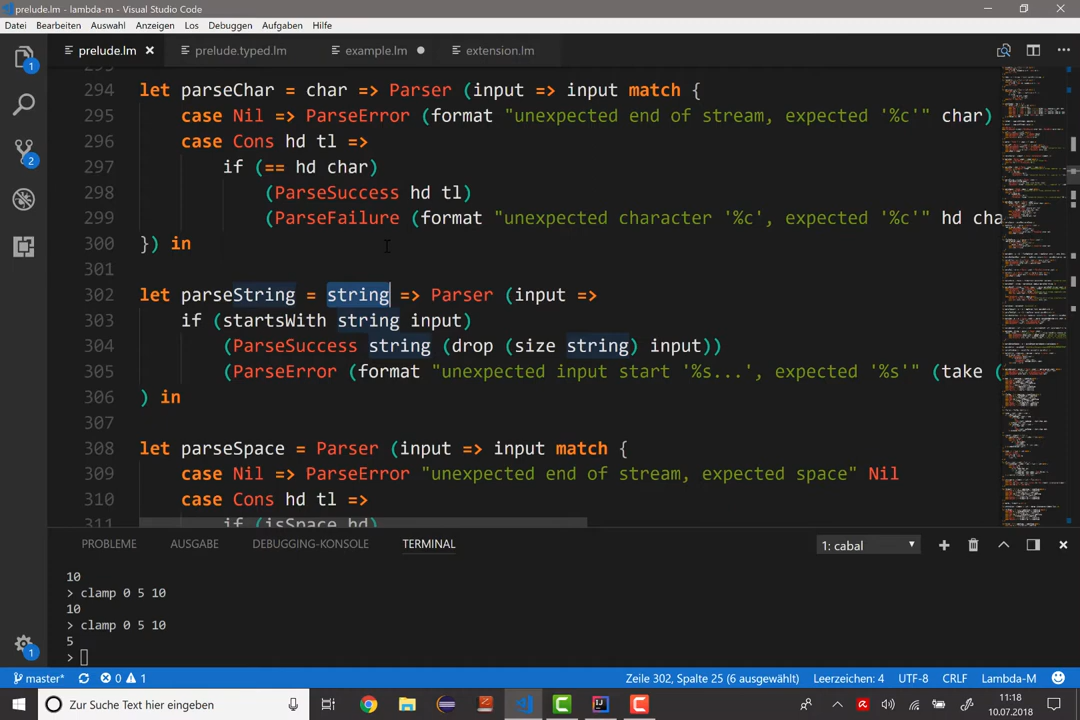 prelude.lm - lambda-m - Visual Studio Code
Datei Bearbeiten Auswahl Anzeigen Los Debuggen Aufgaben Hilfe
prelude.lm prelude.typed.lm example.lm extension.lm
294 let parseChar = char => Parser (input => input match {
295 case Nil => ParseError (format "unexpected end of stream, expected '%c'" char)
296 case Cons hd tl =>
297 if (== hd char)
298 (ParseSuccess hd tl)
299 (ParseFailure (format "unexpected character '%c', expected '%c'" hd cha
300 }) in
301
302 let parseString = string => Parser (input =>
303 if (startsWith string input)
304 (ParseSuccess string (drop (size string) input))
305 (ParseError (format "unexpected input start '%s...', expected '%s'" (take (
306 ) in
307
308 let parseSpace = Parser (input => input match {
309 case Nil => ParseError "unexpected end of stream, expected space" Nil
310 case Cons hd tl =>
311 if (isSpace hd)
PROBLEME AUSGABE DEBUGGING-KONSOLE TERMINAL 1: cabal
10
> clamp 0 5 10
10
> clamp 0 5 10
5
>
master* 0 1 Zeile 302, Spalte 25 (6 ausgewählt) Leerzeichen: 4 UTF-8 CRLF Lambda-M 1
Zur Suche Text hier eingeben 11:18
10.07.2018